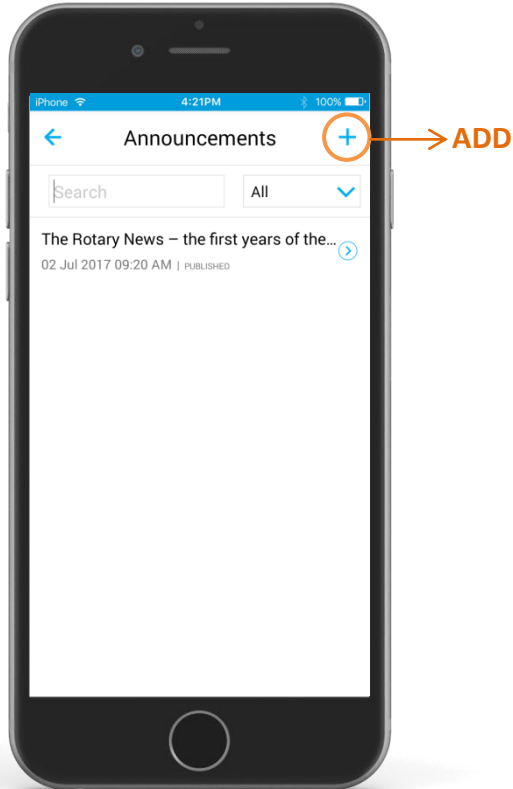 iPhone 4:21PM 100%
Announcements
ADD
Search All
The Rotary News – the first years of the...
02 Jul 2017 09:20 AM | PUBLISHED